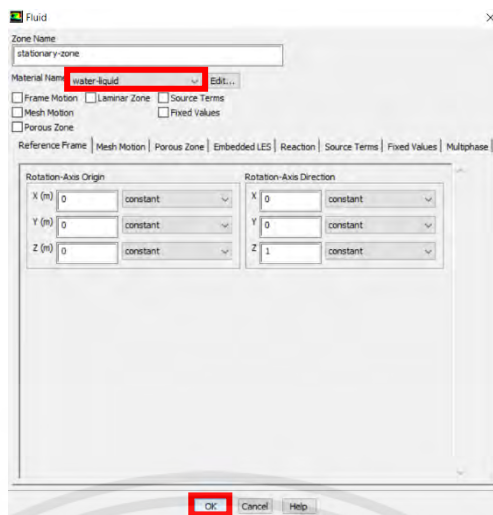 Fluid
Zone Name
stationary-zone
Material Name water-liquid Edit...
Frame Motion Laminar Zone Source Terms
Mesh Motion Fixed Values
Porous Zone
Reference Frame Mesh Motion Porous Zone Embedded LES Reaction Source Terms Fixed Values Multiphase
Rotation-Axis Origin Rotation-Axis Direction
X (m) 0 constant X 0 constant
Y (m) 0 constant Y 0 constant
Z (m) 0 constant Z 1 constant
OK Cancel Help